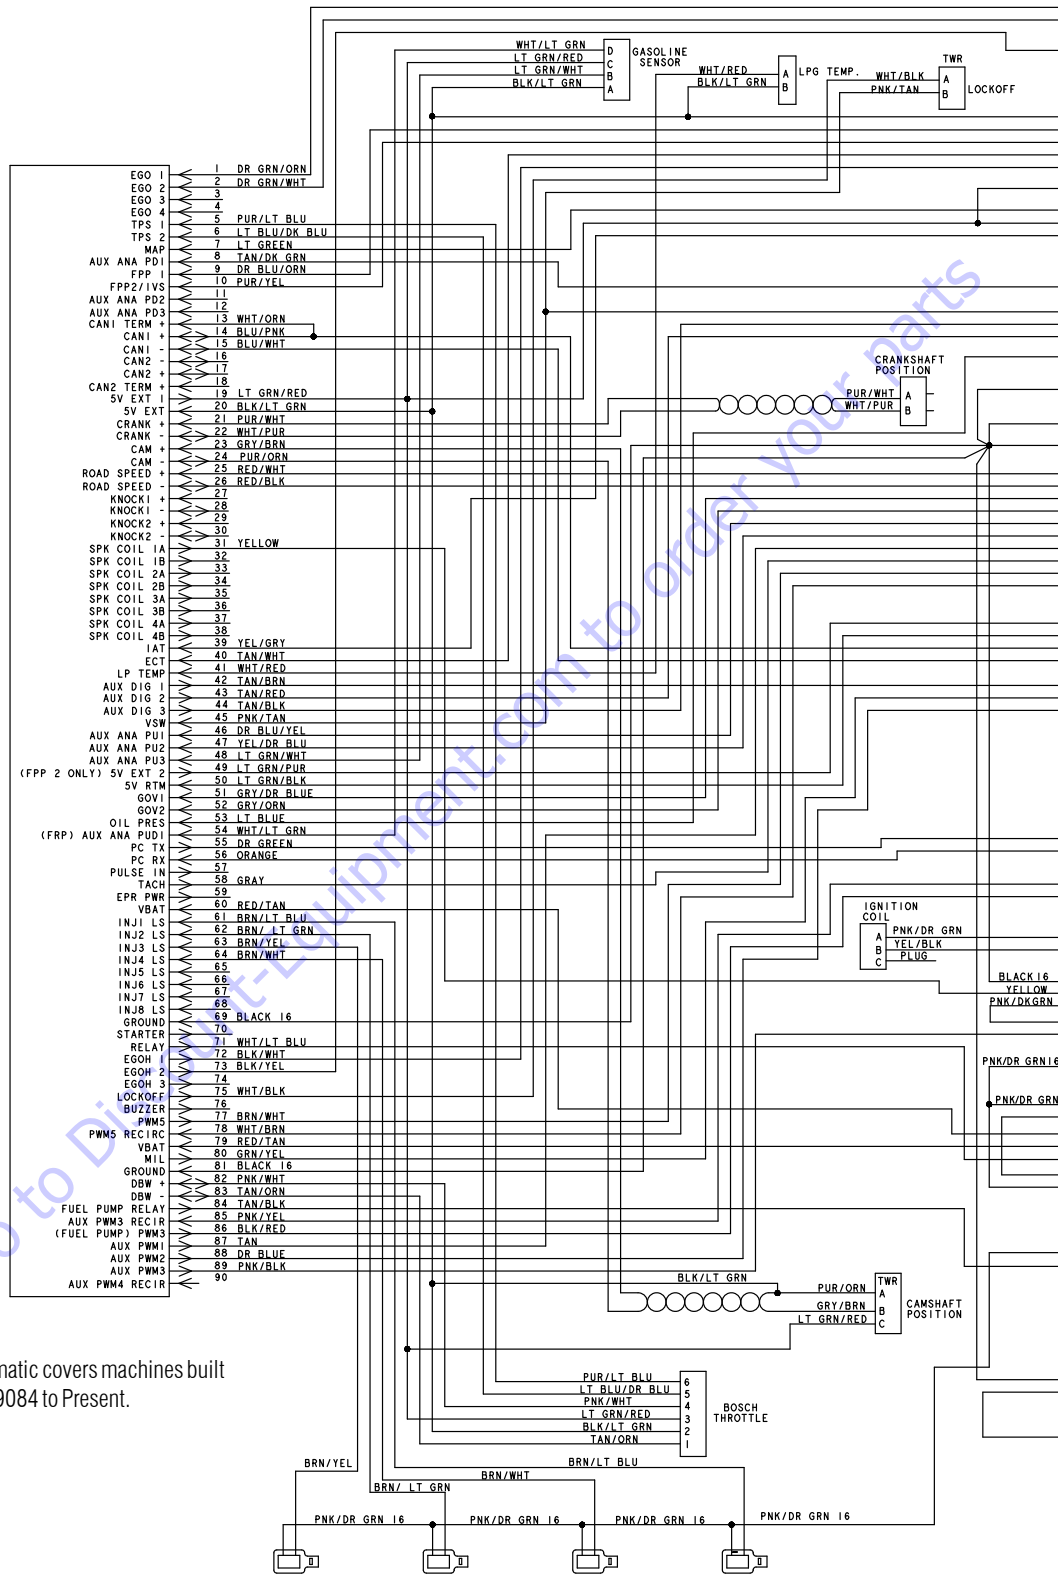 WHT/LT GRN D GASOLINE SENSOR
LT GRN/RED C
LT GRN/WHT B
BLK/LT GRN A
WHT/RED A LPG TEMP.
BLK/LT GRN B
TWR
WHT/BLK A LOCKOFF
PNK/TAN B
EGO 1 1 DR GRN/ORN
EGO 2 2 DR GRN/WHT
EGO 3 3
EGO 4 4
TPS 1 5 PUR/LT BLU
TPS 2 6 LT BLU/DK BLU
MAP 7 LT GREEN
AUX ANA PD1 8 TAN/DK GRN
FPP 1 9 DR BLU/ORN
FPP2/IVS 10 PUR/YEL
AUX ANA PD2 11
AUX ANA PD3 12
CAN1 TERM + 13 WHT/ORN
CAN1 + 14 BLU/PNK
CAN1 - 15 BLU/WHT
CAN2 - 16
CAN2 + 17
CAN2 TERM + 18
5V EXT 1 19 LT GRN/RED
5V EXT 20 BLK/LT GRN
CRANK + 21 PUR/WHT
CRANK - 22 WHT/PUR
CAM + 23 GRY/BRN
CAM - 24 PUR/ORN
ROAD SPEED + 25 RED/WHT
ROAD SPEED - 26 RED/BLK
KNOCK1 + 27
KNOCK1 - 28
KNOCK2 + 29
KNOCK2 - 30
SPK COIL 1A 31 YELLOW
SPK COIL 1B 32
SPK COIL 2A 33
SPK COIL 2B 34
SPK COIL 3A 35
SPK COIL 3B 36
SPK COIL 4A 37
SPK COIL 4B 38
IAT 39 YEL/GRY
ECT 40 TAN/WHT
LP TEMP 41 WHT/RED
AUX DIG 1 42 TAN/BRN
AUX DIG 2 43 TAN/RED
AUX DIG 3 44 TAN/BLK
VSW 45 PNK/TAN
AUX ANA PU1 46 DR BLU/YEL
AUX ANA PU2 47 YEL/DR BLU
AUX ANA PU3 48 LT GRN/WHT
(FPP 2 ONLY) 5V EXT 2 49 LT GRN/PUR
5V RTM 50 LT GRN/BLK
GOV1 51 GRY/DR BLUE
GOV2 52 GRY/ORN
OIL PRES 53 LT BLUE
(FRP) AUX ANA PUD1 54 WHT/LT GRN
PC TX 55 DR GREEN
PC RX 56 ORANGE
PULSE IN 57
TACH 58 GRAY
EPR PWR 59
VBAT 60 RED/TAN
INJ1 LS 61 BRN/LT BLU
INJ2 LS 62 BRN/ LT GRN
INJ3 LS 63 BRN/YEL
INJ4 LS 64 BRN/WHT
INJ5 LS 65
INJ6 LS 66
INJ7 LS 67
INJ8 LS 68
GROUND 69 BLACK 16
STARTER 70
RELAY 71 WHT/LT BLU
EGOH 1 72 BLK/WHT
EGOH 2 73 BLK/YEL
EGOH 3 74
LOCKOFF 75 WHT/BLK
BUZZER 76
PWM5 77 BRN/WHT
PWM5 RECIRC 78 WHT/BRN
VBAT 79 RED/TAN
MIL 80 GRN/YEL
GROUND 81 BLACK 16
DBW + 82 PNK/WHT
DBW - 83 TAN/ORN
FUEL PUMP RELAY 84 TAN/BLK
AUX PWM3 RECIR 85 PNK/YEL
(FUEL PUMP) PWM3 86 BLK/RED
AUX PWM1 87 TAN
AUX PWM2 88 DR BLUE
AUX PWM3 89 PNK/BLK
AUX PWM4 RECIR 90
CRANKSHAFT
POSITION
PUR/WHT A
WHT/PUR B
IGNITION
COIL
A PNK/DR GRN
B YEL/BLK
C PLUG
BLACK 16
YELLOW
PNK/DKGRN
PNK/DR GRN16
PNK/DR GRN
BLK/LT GRN
TWR
PUR/ORN A
GRY/BRN B
LT GRN/RED C
CAMSHAFT
POSITION
PUR/LT BLU 6
LT BLU/DR BLU 5
PNK/WHT 4
LT GRN/RED 3
BLK/LT GRN 2
TAN/ORN 1
BOSCH
THROTTLE
matic covers machines built
9084 to Present.
BRN/YEL
BRN/ LT GRN
BRN/WHT
BRN/LT BLU
PNK/DR GRN 16
PNK/DR GRN 16
PNK/DR GRN 16
PNK/DR GRN 16
o to Discount-Equipment.com to order your parts